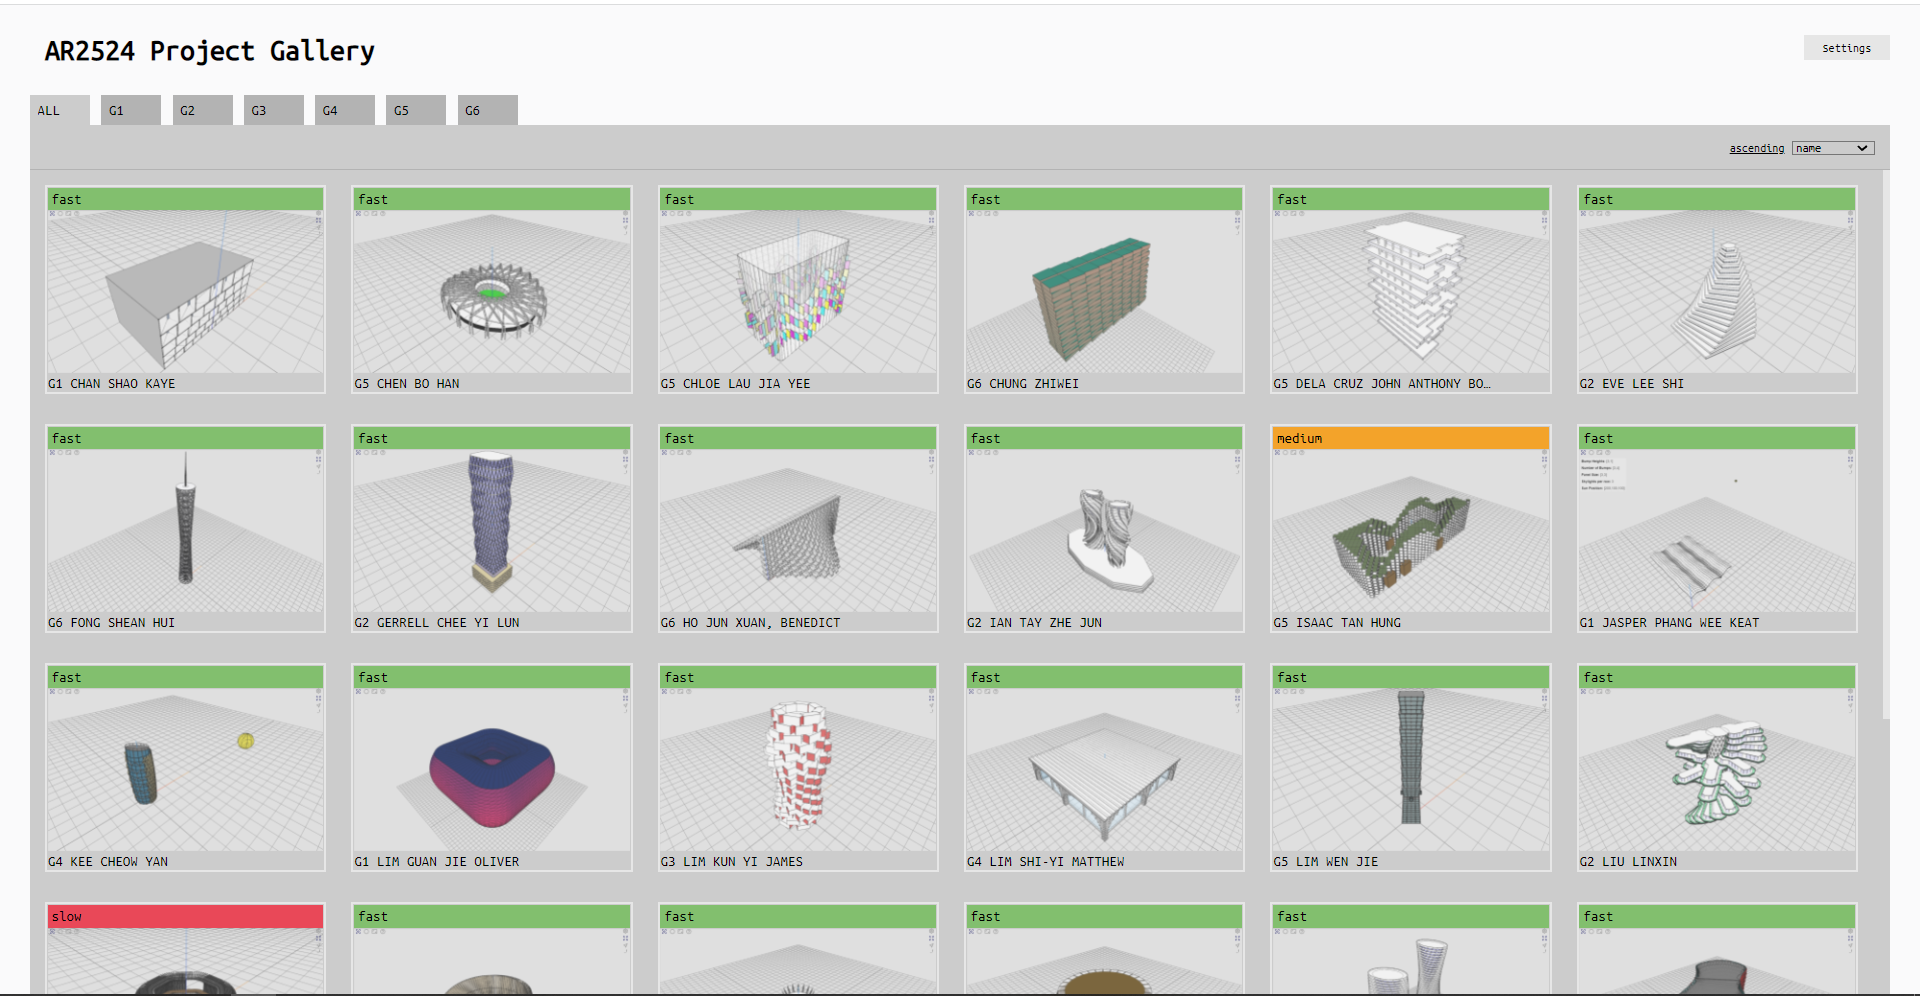 AR2524 Project Gallery
Settings
ALL G1 G2 G3 G4 G5 G6
ascending name
fast fast fast fast fast fast
G1 CHAN SHAO KAYE G5 CHEN BO HAN G5 CHLOE LAU JIA YEE G6 CHUNG ZHIWEI G5 DELA CRUZ JOHN ANTHONY BO… G2 EVE LEE SHI
fast fast fast fast medium fast
G6 FONG SHEAN HUI G2 GERRELL CHEE YI LUN G6 HO JUN XUAN, BENEDICT G2 IAN TAY ZHE JUN G5 ISAAC TAN HUNG G1 JASPER PHANG WEE KEAT
fast fast fast fast fast fast
G4 KEE CHEOW YAN G1 LIM GUAN JIE OLIVER G3 LIM KUN YI JAMES G4 LIM SHI-YI MATTHEW G5 LIM WEN JIE G2 LIU LINXIN
slow fast fast fast fast fast